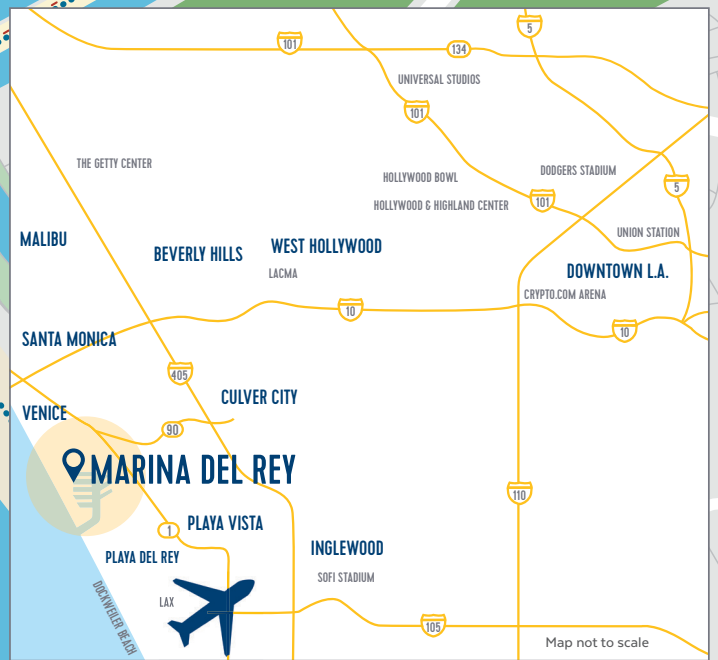 5
101
134
UNIVERSAL STUDIOS
101
THE GETTY CENTER
DODGERS STADIUM
HOLLYWOOD BOWL
5
101
HOLLYWOOD & HIGHLAND CENTER
UNION STATION
MALIBU
WEST HOLLYWOOD
BEVERLY HILLS
DOWNTOWN L.A.
LACMA
CRYPTO.COM ARENA
10
10
SANTA MONICA
405
CULVER CITY
VENICE
90
MARINA DEL REY
110
1
PLAYA VISTA
INGLEWOOD
PLAYA DEL REY
SOFI STADIUM
LAX
DOCKWEILER BEACH
105
Map not to scale